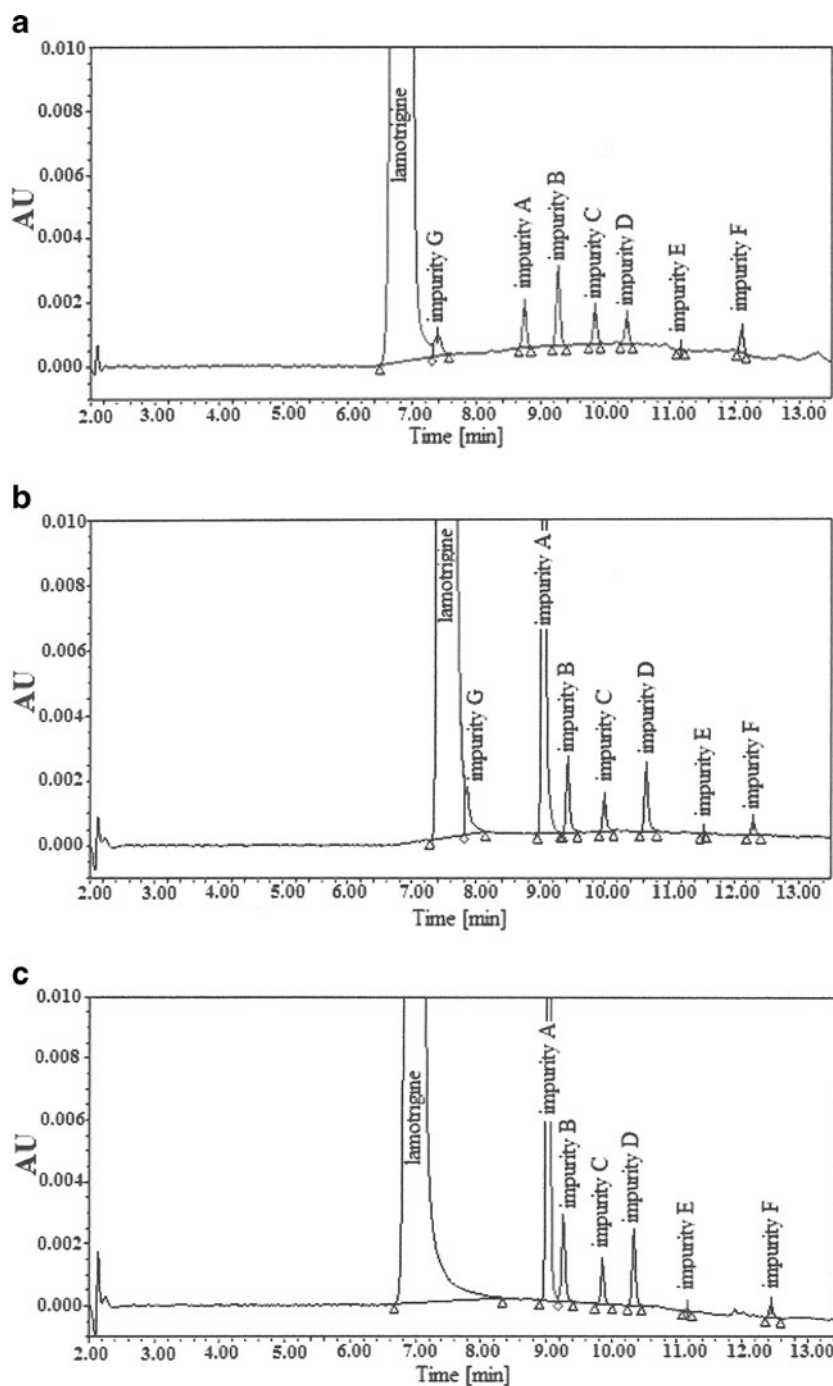 a
0.010
0.008
0.006
0.004
0.002
0.000
AU
lamotrigine
impurity G
impurity A
impurity B
impurity C
impurity D
impurity E
impurity F
2.00 3.00 4.00 5.00 6.00 7.00 8.00 9.00 10.00 11.00 12.00 13.00
Time [min]
b
0.010
0.008
0.006
0.004
0.002
0.000
AU
lamotrigine
impurity G
impurity A
impurity B
impurity C
impurity D
impurity E
impurity F
2.00 3.00 4.00 5.00 6.00 7.00 8.00 9.00 10.00 11.00 12.00 13.00
Time [min]
c
0.010
0.008
0.006
0.004
0.002
0.000
AU
lamotrigine
impurity A
impurity B
impurity C
impurity D
impurity E
impurity F
2.00 3.00 4.00 5.00 6.00 7.00 8.00 9.00 10.00 11.00 12.00 13.00
Time [min]